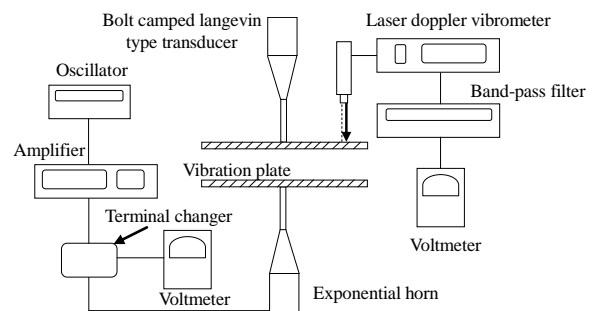 Bolt camped langevin
type transducer
Laser doppler vibrometer
Oscillator
Band-pass filter
Amplifier
Vibration plate
Terminal changer
Voltmeter
Voltmeter
Exponential horn